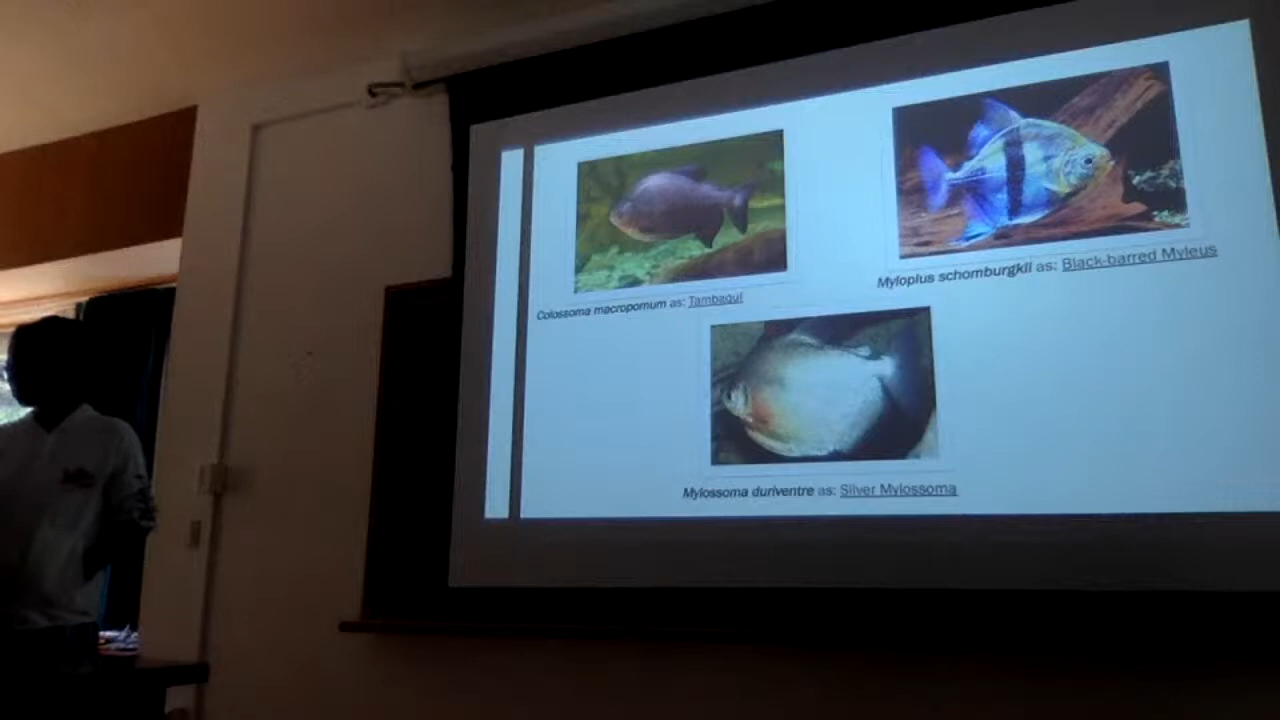 Colossoma macropomum as: Tambaqui
Myloplus schomburgkii as: Black-barred Myleus
Mylossoma duriventre as: Silver Mylossoma